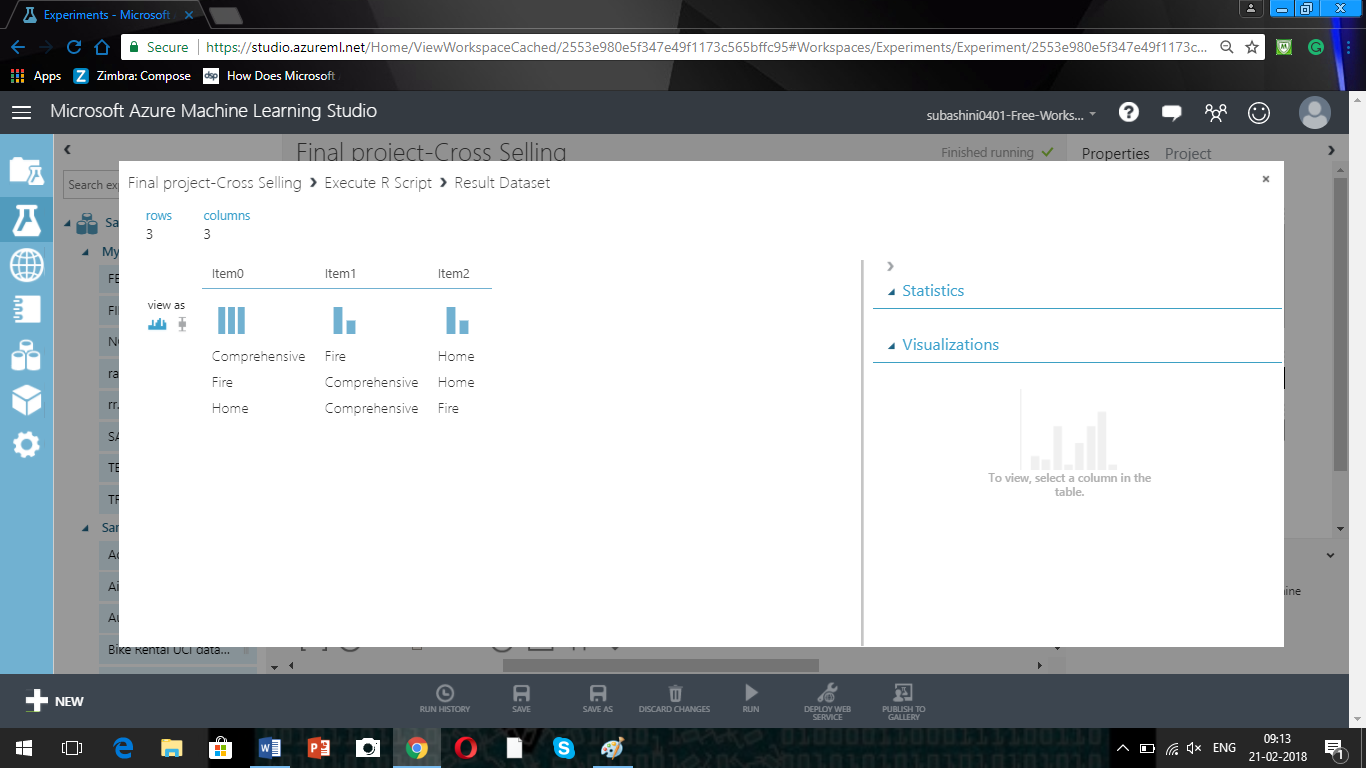 Experiments - Microsoft
Secure https://studio.azureml.net/Home/ViewWorkspaceCached/2553e980e5f347e49f1173c565bffc95#Workspaces/Experiments/Experiment/2553e980e5f347e49f1173c...
Apps Zimbra: Compose dsp How Does Microsoft
Microsoft Azure Machine Learning Studio subashini0401-Free-Works...
Final project-Cross Selling Finished running Properties Project
Search
Final project-Cross Selling Execute R Script Result Dataset
rows columns
3 3
Item0 Item1 Item2
view as
Comprehensive Fire Home
Fire Comprehensive Home
Home Comprehensive Fire
Statistics
Visualizations
To view, select a column in the
table.
My
Bike Rental UCI data...
NEW
RUN HISTORY SAVE SAVE AS DISCARD CHANGES RUN DEPLOY WEB SERVICE PUBLISH TO GALLERY
ENG 09:13
21-02-2018 1